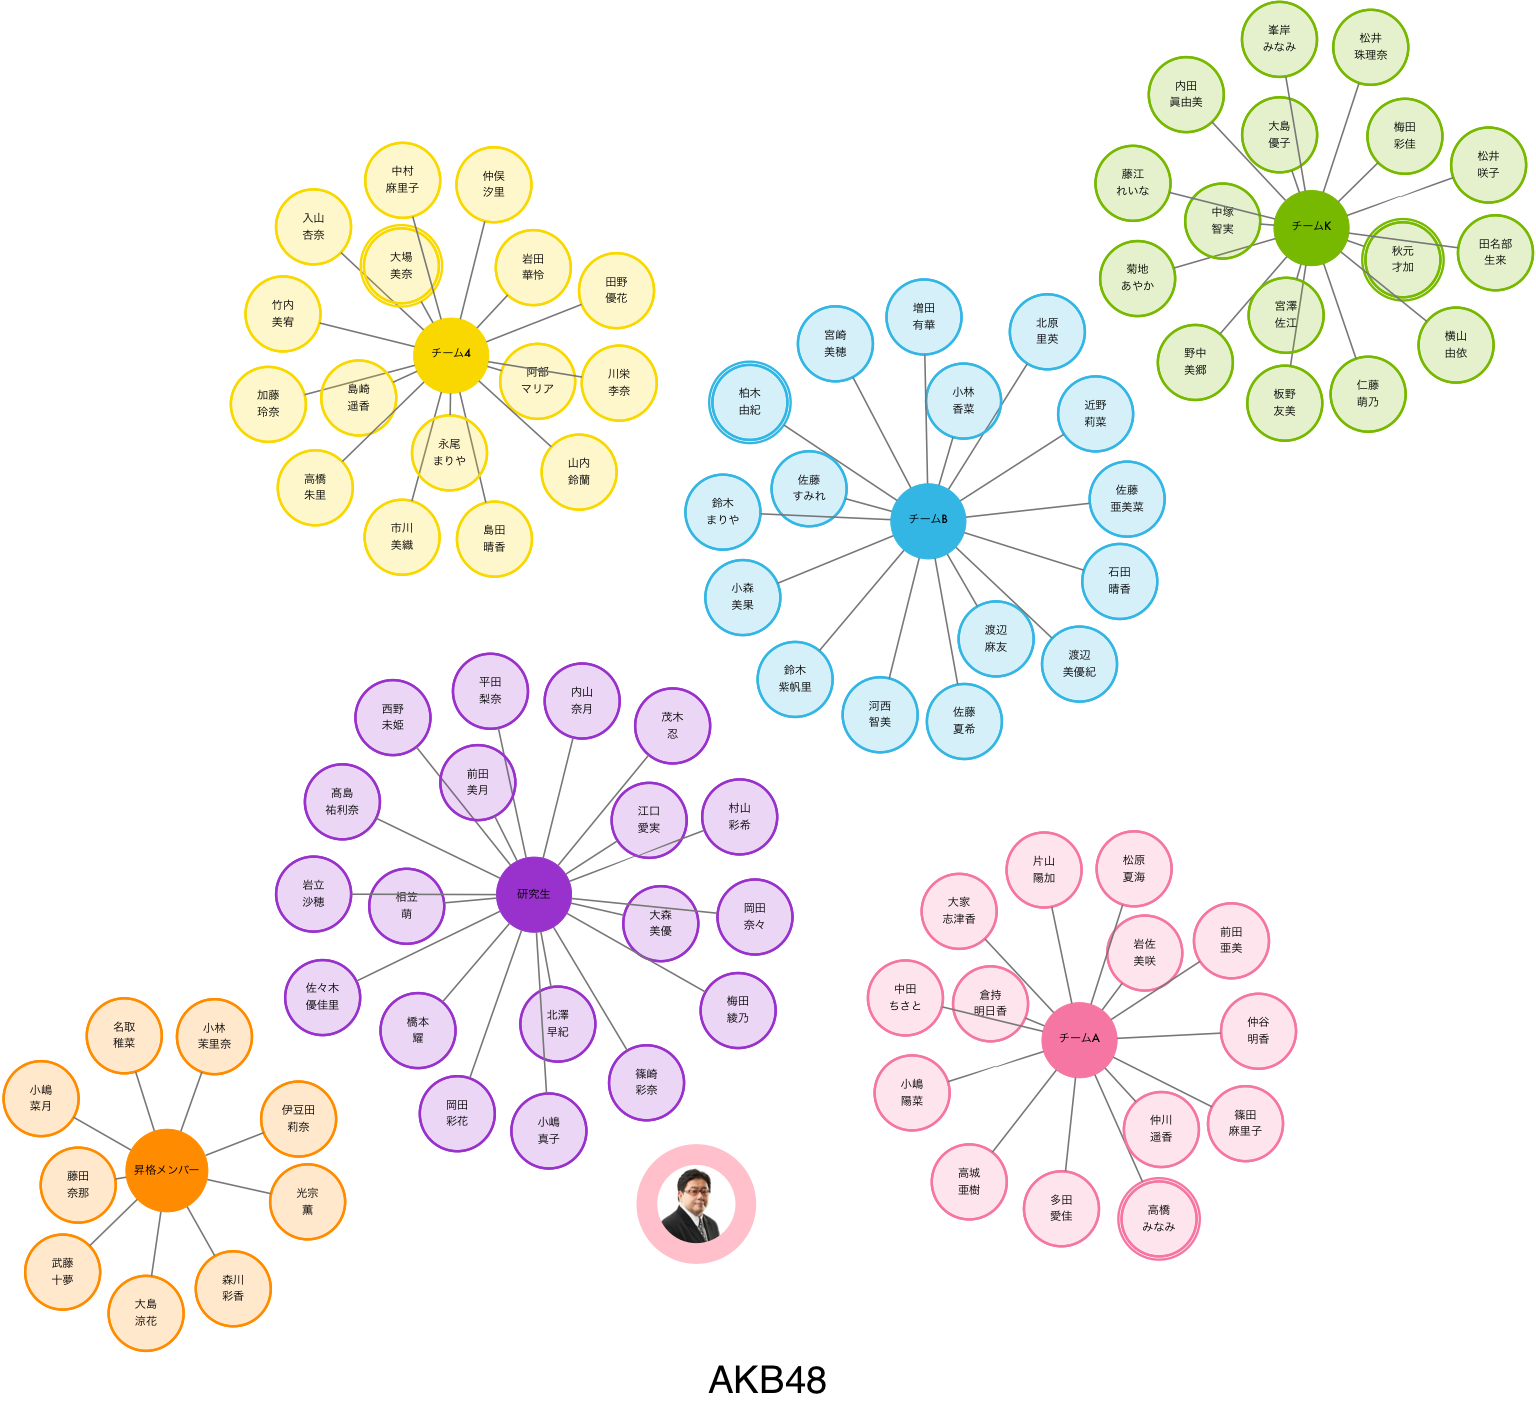 峯岸
みなみ
松井
珠理奈
内田
眞由美
大島
優子
梅田
彩佳
松井
咲子
藤江
れいな
中塚
智実
チームK
秋元
才加
田名部
生来
菊地
あやか
宮澤
佐江
横山
由依
野中
美郷
板野
友美
仁藤
萌乃
中村
麻里子
仲俣
汐里
入山
杏奈
大場
美奈
岩田
華怜
田野
優花
竹内
美宥
チーム4
阿部
マリア
川栄
李奈
加藤
玲奈
島崎
遥香
永尾
まりや
山内
鈴蘭
高橋
朱里
市川
美織
島田
晴香
増田
有華
宮崎
美穂
北原
里英
柏木
由紀
小林
香菜
近野
莉菜
佐藤
すみれ
鈴木
まりや
チームB
佐藤
亜美菜
石田
晴香
小森
美果
渡辺
麻友
渡辺
美優紀
鈴木
紫帆里
河西
智美
佐藤
夏希
平田
梨奈
内山
奈月
西野
未姫
茂木
忍
前田
美月
髙島
祐利奈
江口
愛実
村山
彩希
岩立
沙穂
相笠
萌
研究生
大森
美優
岡田
奈々
佐々木
優佳里
橋本
耀
北澤
早紀
梅田
綾乃
篠崎
彩奈
岡田
彩花
小嶋
真子
片山
陽加
松原
夏海
大家
志津香
岩佐
美咲
前田
亜美
中田
ちさと
倉持
明日香
チームA
仲谷
明香
小嶋
陽菜
仲川
遥香
篠田
麻里子
高城
亜樹
多田
愛佳
高橋
みなみ
名取
稚菜
小林
茉里奈
小嶋
菜月
伊豆田
莉奈
藤田
奈那
昇格メンバー
光宗
薫
武藤
十夢
大島
涼花
森川
彩香
AKB48